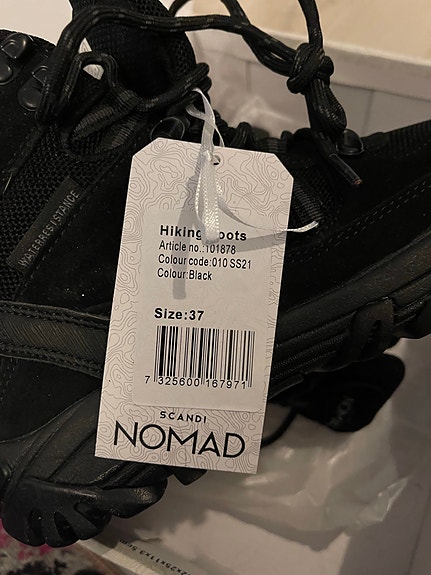 WATERRESISTANCE
Hiking boots
Article no.:101878
Colour code:010 SS21
Colour:Black
Size:37
7 325600 167971
SCANDI
NOMAD